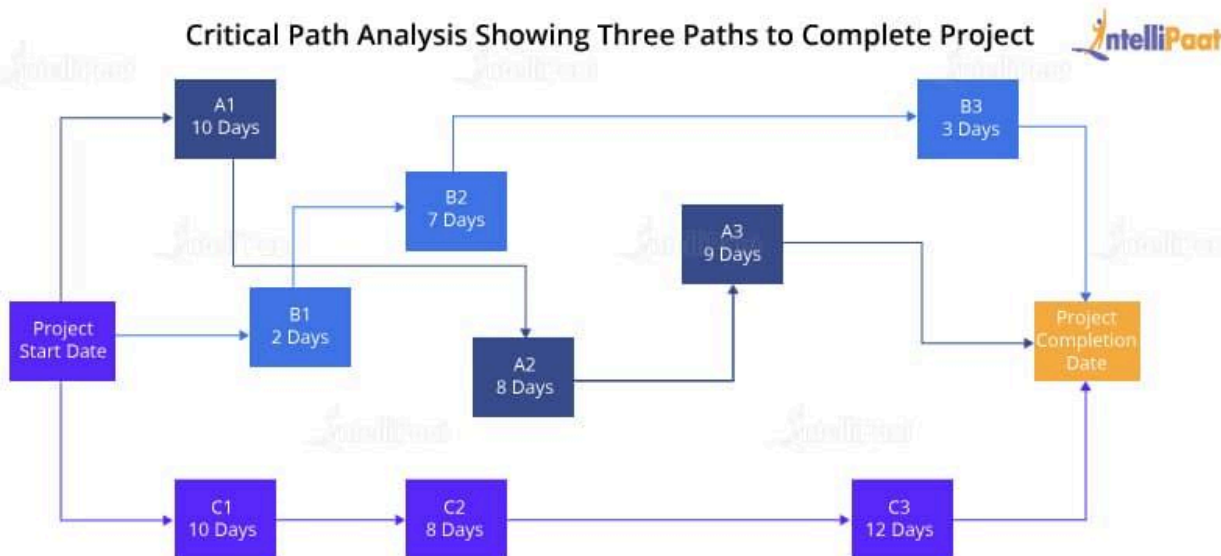 Critical Path Analysis Showing Three Paths to Complete Project
IntelliPaat
A1
10 Days
B3
3 Days
B2
7 Days
A3
9 Days
B1
2 Days
Project
Start Date
Project
Completion
Date
A2
8 Days
C1
10 Days
C2
8 Days
C3
12 Days